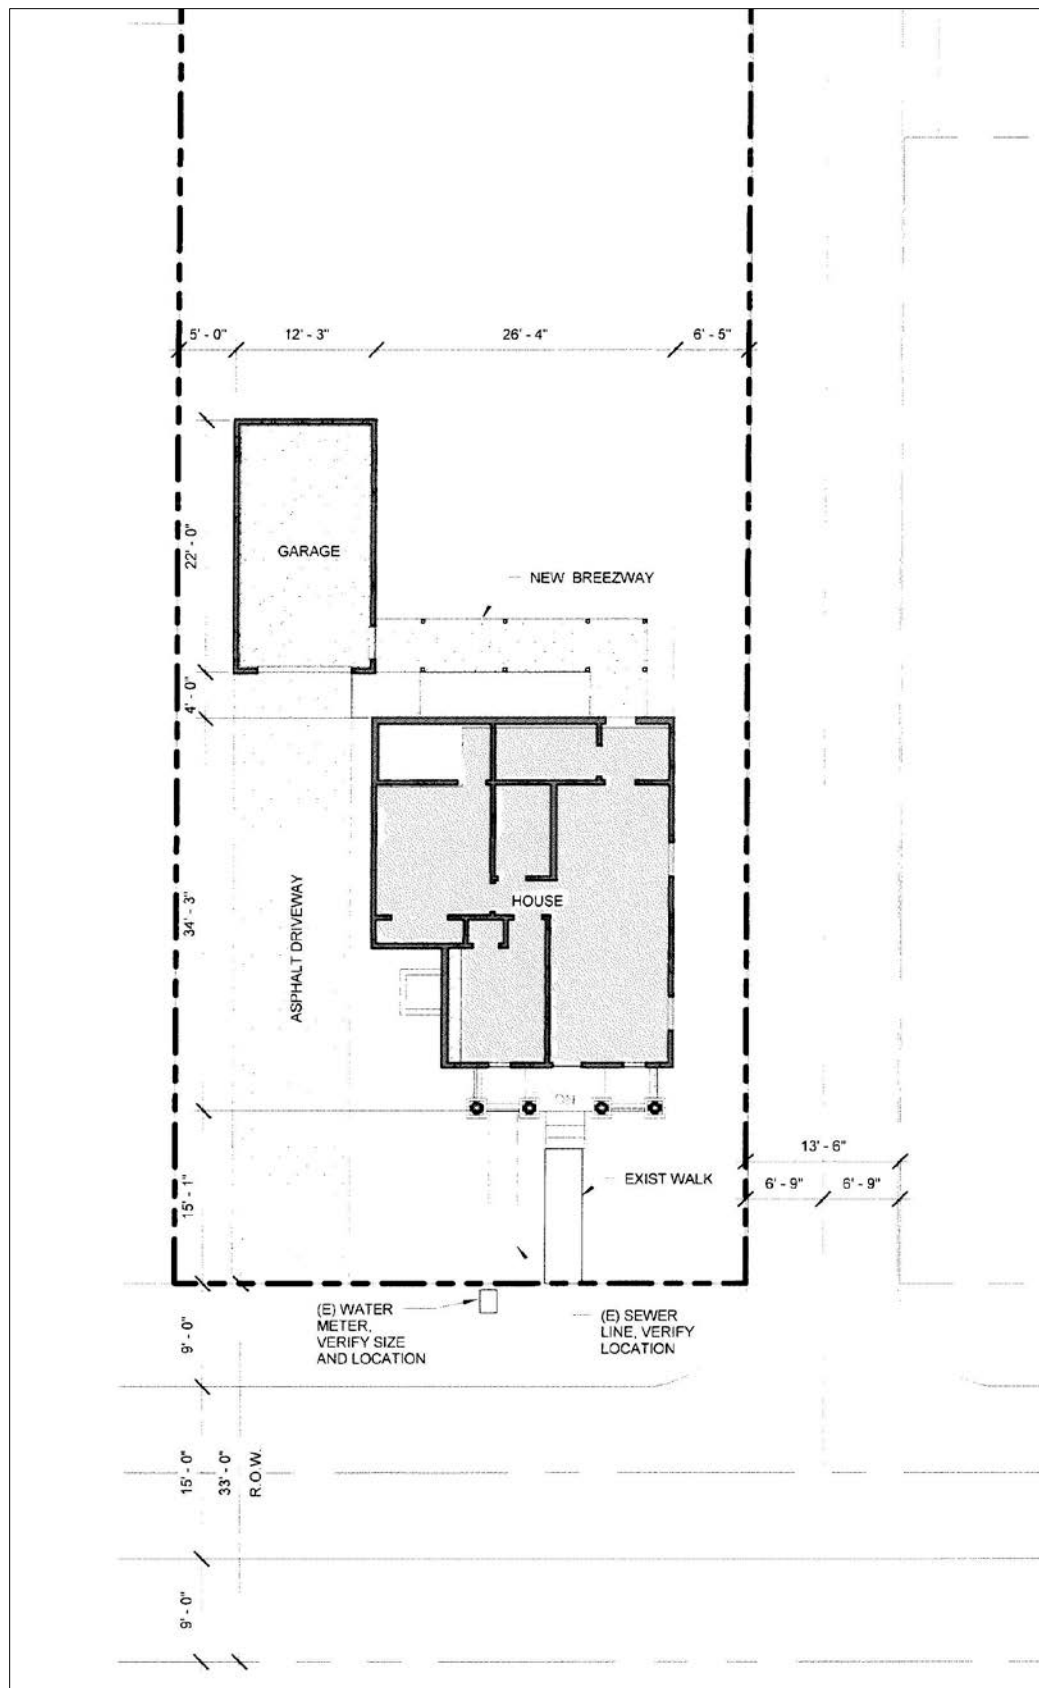 5' - 0" 12' - 3" 26' - 4" 6' - 5"
22' - 0"
GARAGE
NEW BREEZWAY
4' - 0"
34' - 3"
ASPHALT DRIVEWAY
HOUSE
DN
13' - 6"
15' - 1"
EXIST WALK
6' - 9" 6' - 9"
(E) WATER
METER,
VERIFY SIZE
AND LOCATION
(E) SEWER
LINE, VERIFY
LOCATION
9' - 0"
15' - 0"
33' - 0"
R.O.W.
9' - 0"